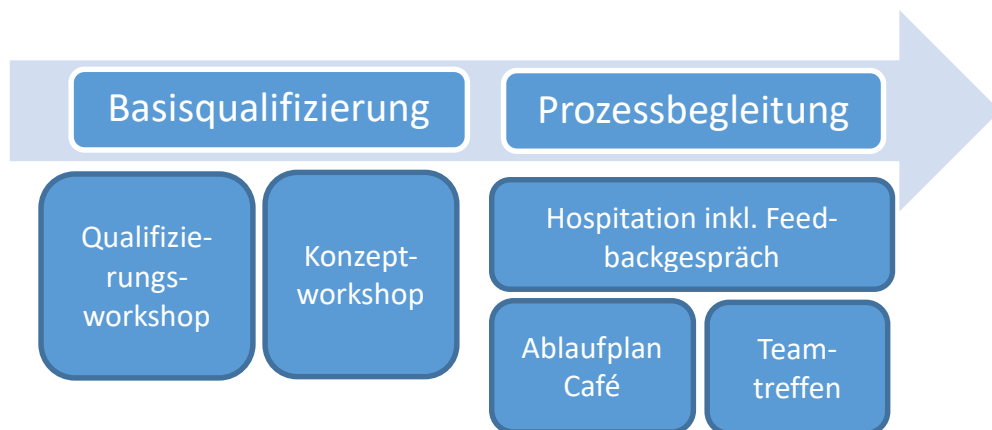 Basisqualifizierung
Prozessbegleitung
Qualifizie-
rungs-
workshop
Konzept-
workshop
Hospitation inkl. Feed-
backgespräch
Ablaufplan
Café
Team-
treffen